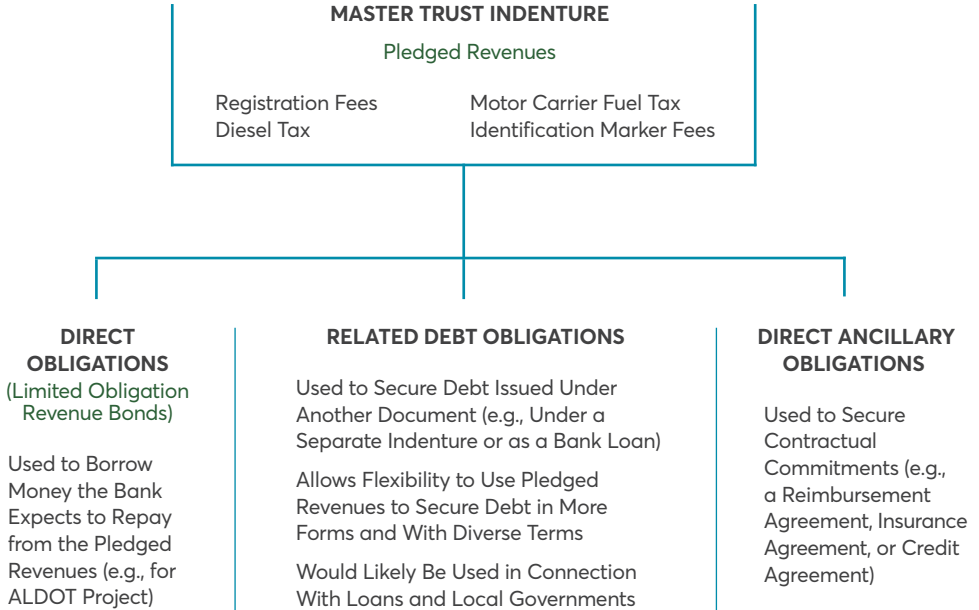 MASTER TRUST INDENTURE
Pledged Revenues
Registration Fees
Diesel Tax
Motor Carrier Fuel Tax
Identification Marker Fees
DIRECT
OBLIGATIONS
(Limited Obligation
Revenue Bonds)
Used to Borrow
Money the Bank
Expects to Repay
from the Pledged
Revenues (e.g., for
ALDOT Project)
RELATED DEBT OBLIGATIONS
Used to Secure Debt Issued Under
Another Document (e.g., Under a
Separate Indenture or as a Bank Loan)
Allows Flexibility to Use Pledged
Revenues to Secure Debt in More
Forms and With Diverse Terms
Would Likely Be Used in Connection
With Loans and Local Governments
DIRECT ANCILLARY
OBLIGATIONS
Used to Secure
Contractual
Commitments (e.g.,
a Reimbursement
Agreement, Insurance
Agreement, or Credit
Agreement)